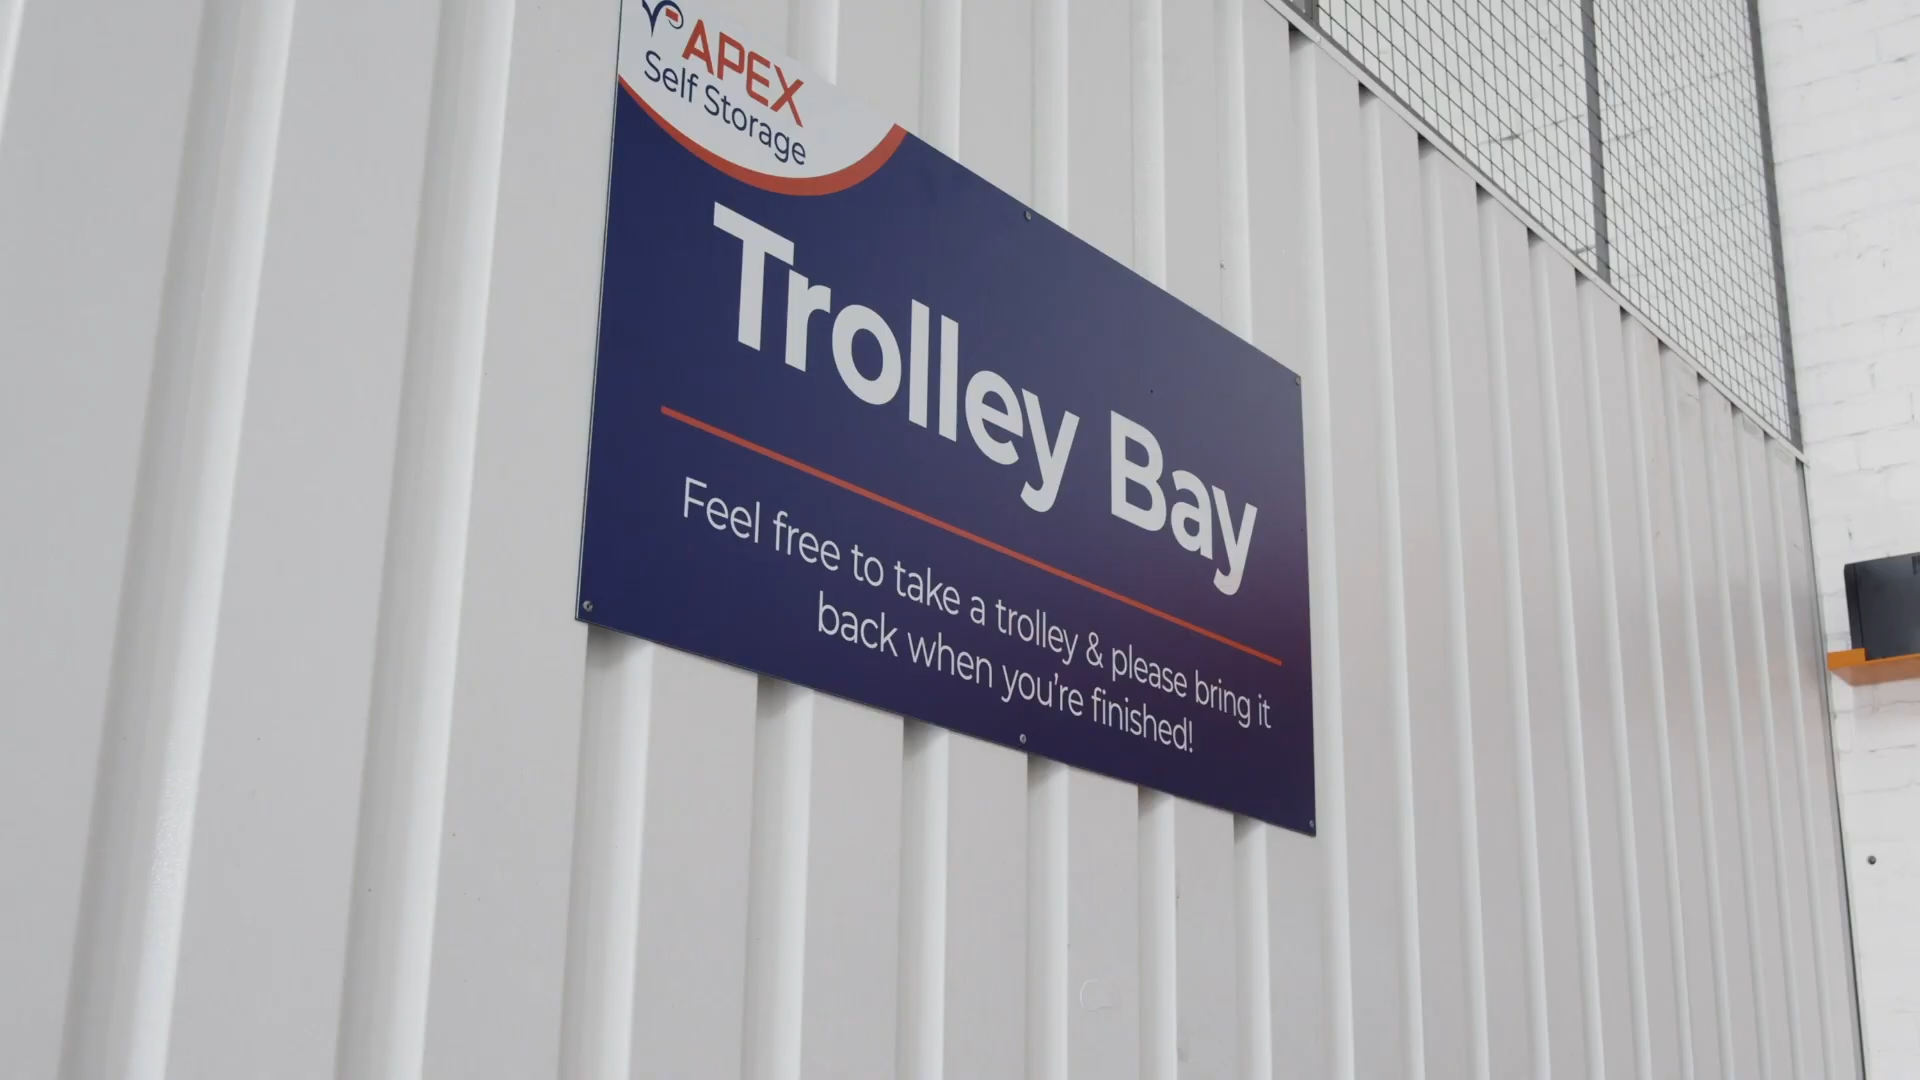 APEX
Self Storage
Trolley Bay
Feel free to take a trolley & please bring it
back when you're finished!